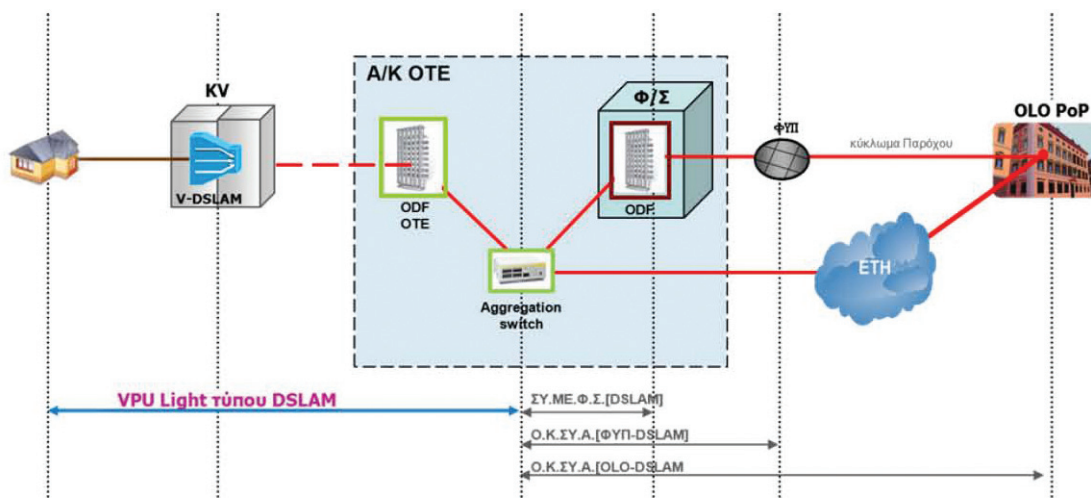 A/K OTE
KV
Φ/Σ
ΦΥΠ
OLO PoP
κύκλωμα Παρόχου
V-DSLAM
ODF
OTE
ODF
ETH
Aggregation
switch
VPU Light τύπου DSLAM
ΣΥ.ΜΕ.Φ.Σ.[DSLAM]
Ο.Κ.ΣΥ.Α.[ΦΥΠ-DSLAM]
Ο.Κ.ΣΥ.Α.[OLO-DSLAM